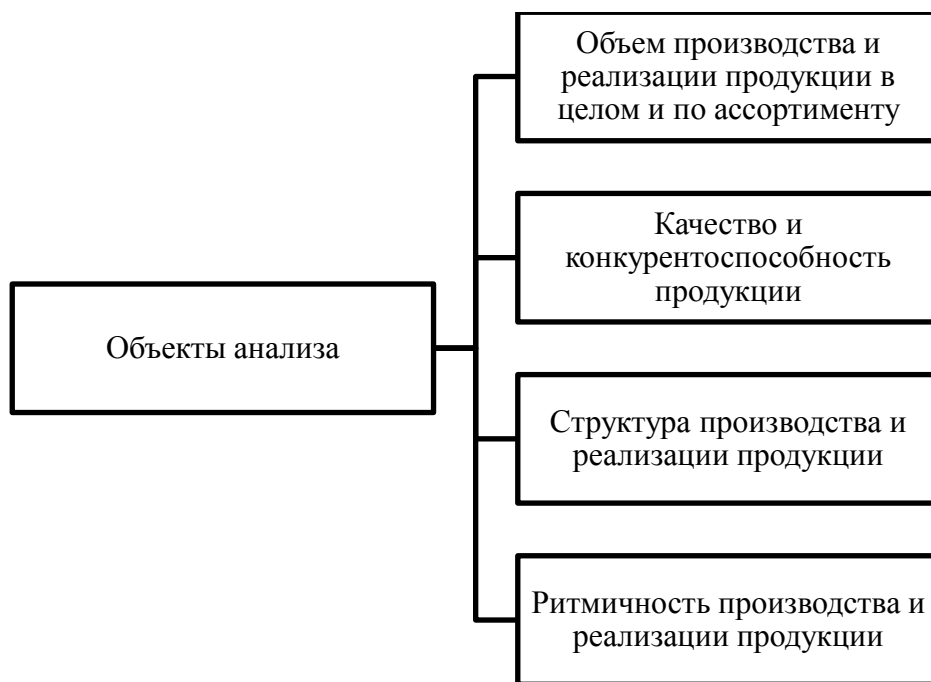 Объем производства и
реализации продукции в
целом и по ассортименту
Качество и
конкурентоспособность
продукции
Объекты анализа
Структура производства и
реализации продукции
Ритмичность производства и
реализации продукции